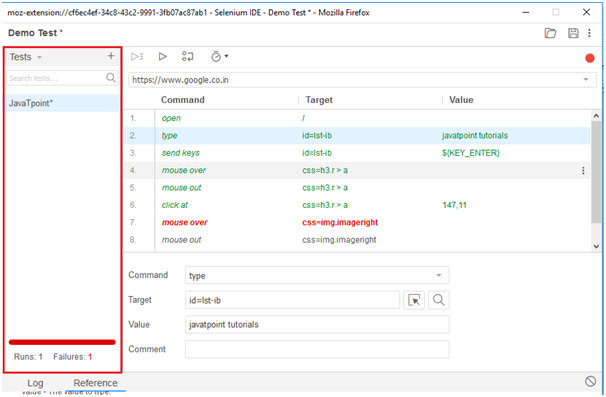 moz-extension://cf6ec4ef-34c8-43c2-9991-3fb07ac87ab1 - Selenium IDE - Demo Test * - Mozilla Firefox
Demo Test *
Tests +
Search tests...
JavaTpoint*
Runs: 1 Failures: 1
https://www.google.co.in
Command Target Value
1. open /
2. type id=lst-ib javatpoint tutorials
3. send keys id=lst-ib ${KEY_ENTER}
4. mouse over css=h3.r > a
5. mouse out css=h3.r > a
6. click at css=h3.r > a 147,11
7. mouse over css=img.imageright
8. mouse out css=img.imageright
Command type
Target id=lst-ib
Value javatpoint tutorials
Comment
Log Reference
value - The value to type.